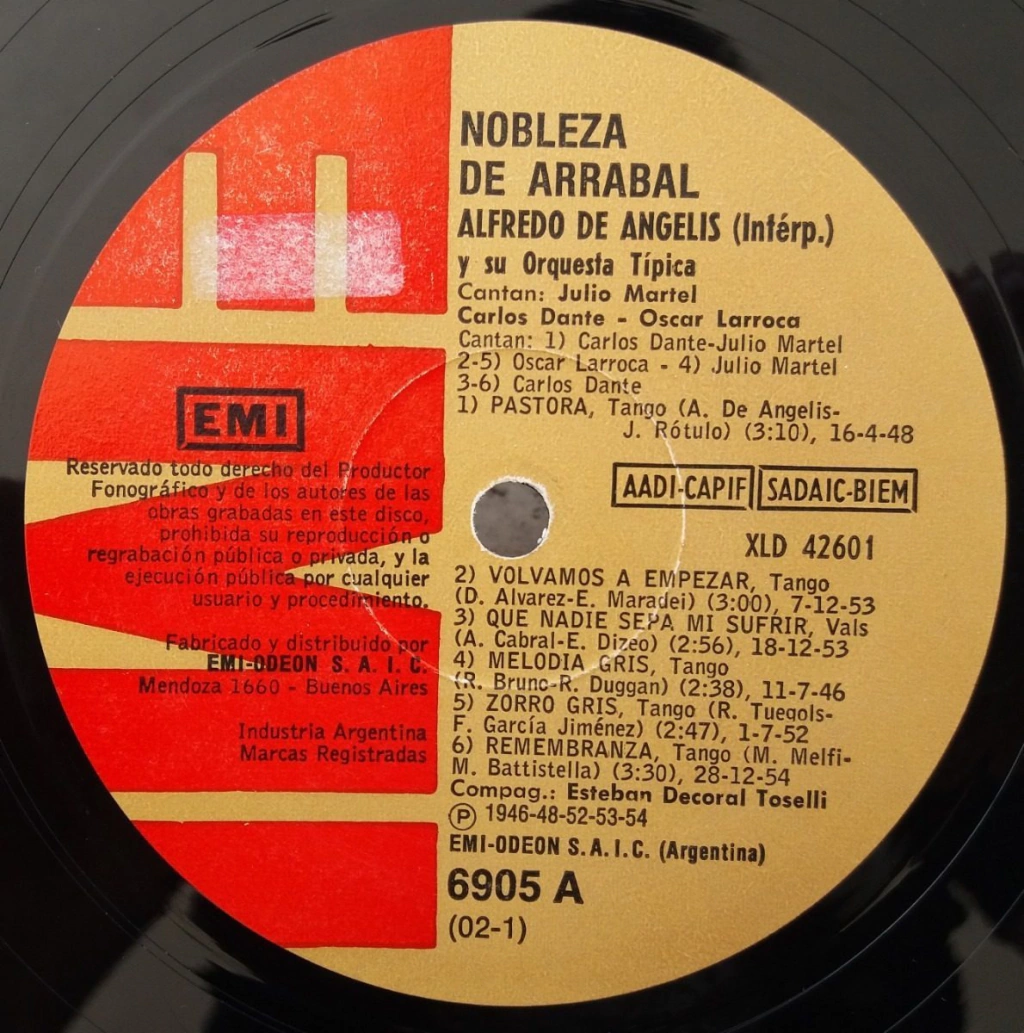 NOBLEZA
DE ARRABAL
ALFREDO DE ANGELIS (Intérp.)
y su Orquesta Típica
Cantan: Julio Martel
Carlos Dante - Oscar Larroca
Cantan: 1) Carlos Dante-Julio Martel
2-5) Oscar Larroca - 4) Julio Martel
3-6) Carlos Dante
1) PASTORA, Tango (A. De Angelis-
J. Rótulo) (3:10), 16-4-48
EMI
Reservado todo derecho del Productor
Fonográfico y de los autores de las
obras grabadas en este disco,
prohibida su reproducción o
regrabación pública o privada, y la
ejecución pública por cualquier
usuario y procedimiento.
Fabricado y distribuido por
EMI-ODEON S. A. I. C.
Mendoza 1660 - Buenos Aires
Industria Argentina
Marcas Registradas
AADI-CAPIF SADAIC-BIEM
XLD 42601
2) VOLVAMOS A EMPEZAR, Tango
(D. Alvarez-E. Maradei) (3:00), 7-12-53
3) QUE NADIE SEPA MI SUFRIR, Vals
(A. Cabral-E. Dizeo) (2:56), 18-12-53
4) MELODIA GRIS, Tango
(R. Bruno-R. Duggan) (2:38), 11-7-46
5) ZORRO GRIS, Tango (R. Tuegols-
F. García Jiménez) (2:47), 1-7-52
6) REMEMBRANZA, Tango (M. Melfi-
M. Battistella) (3:30), 28-12-54
Compag.: Esteban Decoral Toselli
Ⓟ 1946-48-52-53-54
EMI-ODEON S.A.I.C. (Argentina)
6905 A
(02-1)